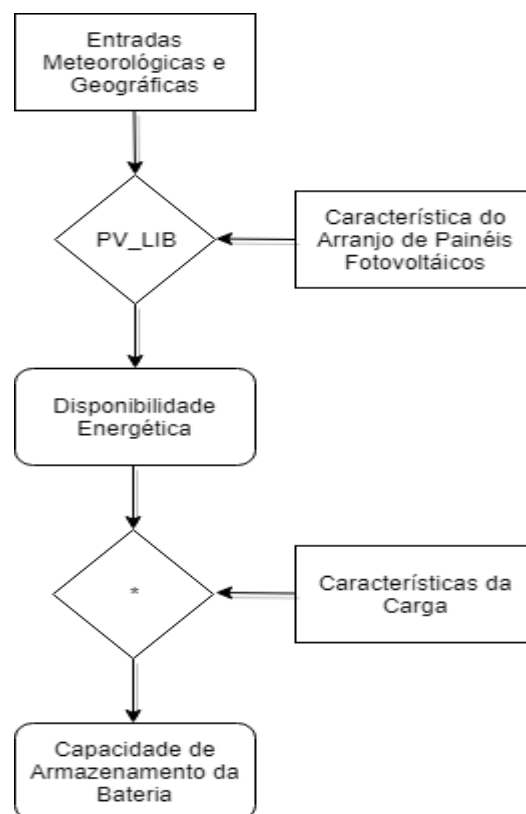 Entradas
Meteorológicas e
Geográficas
PV_LIB
Característica do
Arranjo de Painéis
Fotovoltáicos
Disponibilidade
Energética
*
Características da
Carga
Capacidade de
Armazenamento da
Bateria